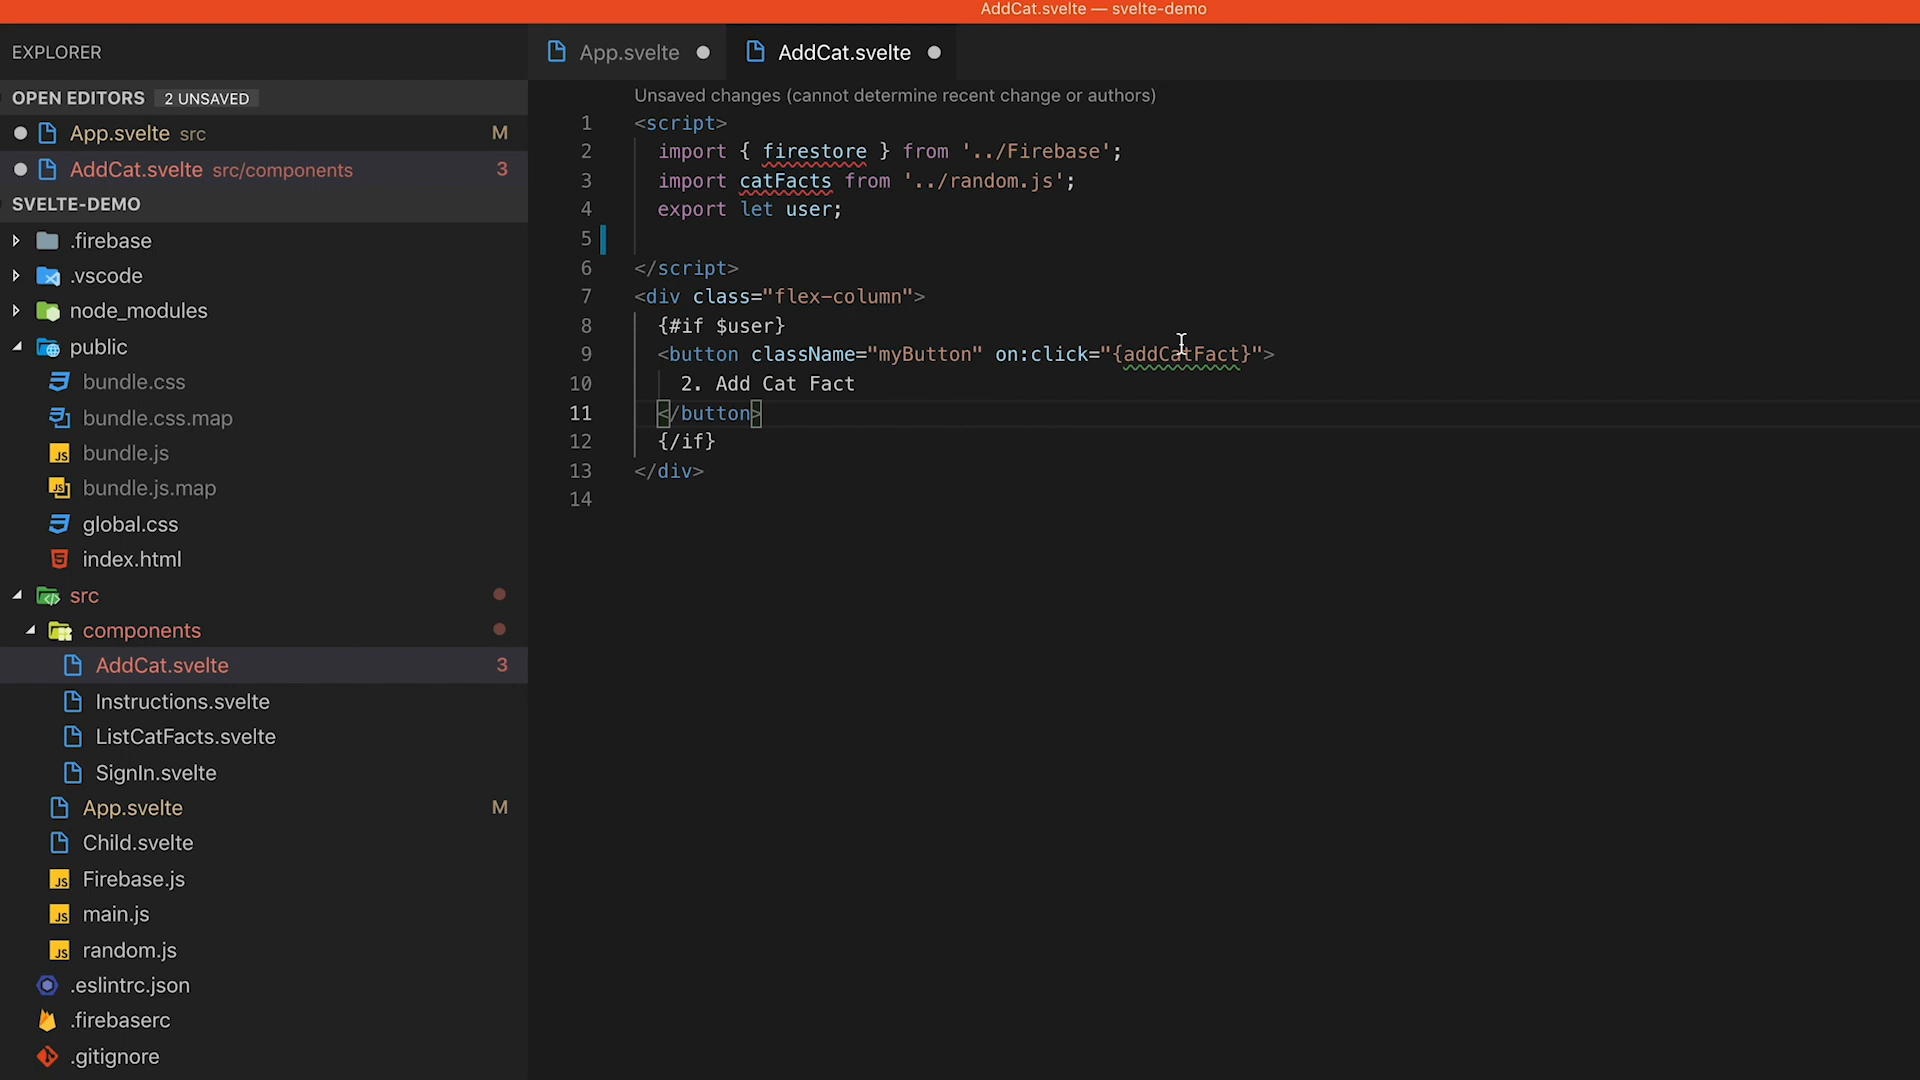 AddCat.svelte — svelte-demo
EXPLORER
OPEN EDITORS 2 UNSAVED
App.svelte src M
AddCat.svelte src/components 3
SVELTE-DEMO
.firebase
.vscode
node_modules
public
bundle.css
bundle.css.map
bundle.js
bundle.js.map
global.css
index.html
src
components
AddCat.svelte 3
Instructions.svelte
ListCatFacts.svelte
SignIn.svelte
App.svelte M
Child.svelte
JS Firebase.js
JS main.js
JS random.js
.eslintrc.json
.firebaserc
.gitignore
App.svelte AddCat.svelte
Unsaved changes (cannot determine recent change or authors)
1 <script>
2 import { firestore } from '../Firebase';
3 import catFacts from '../random.js';
4 export let user;
5
6 </script>
7 <div class="flex-column">
8 {#if $user}
9 <button className="myButton" on:click="{addCatFact}">
10 2. Add Cat Fact
11 </button>
12 {/if}
13 </div>
14